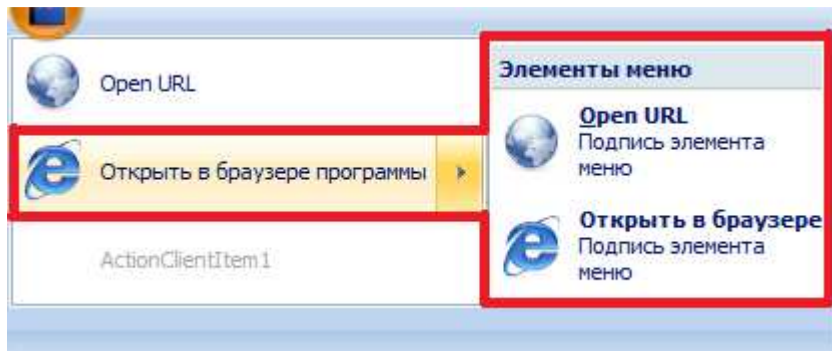 Open URL
Открыть в браузере программы
ActionClientItem1
Элементы меню
Open URL
Подпись элемента
меню
Открыть в браузере
Подпись элемента
меню